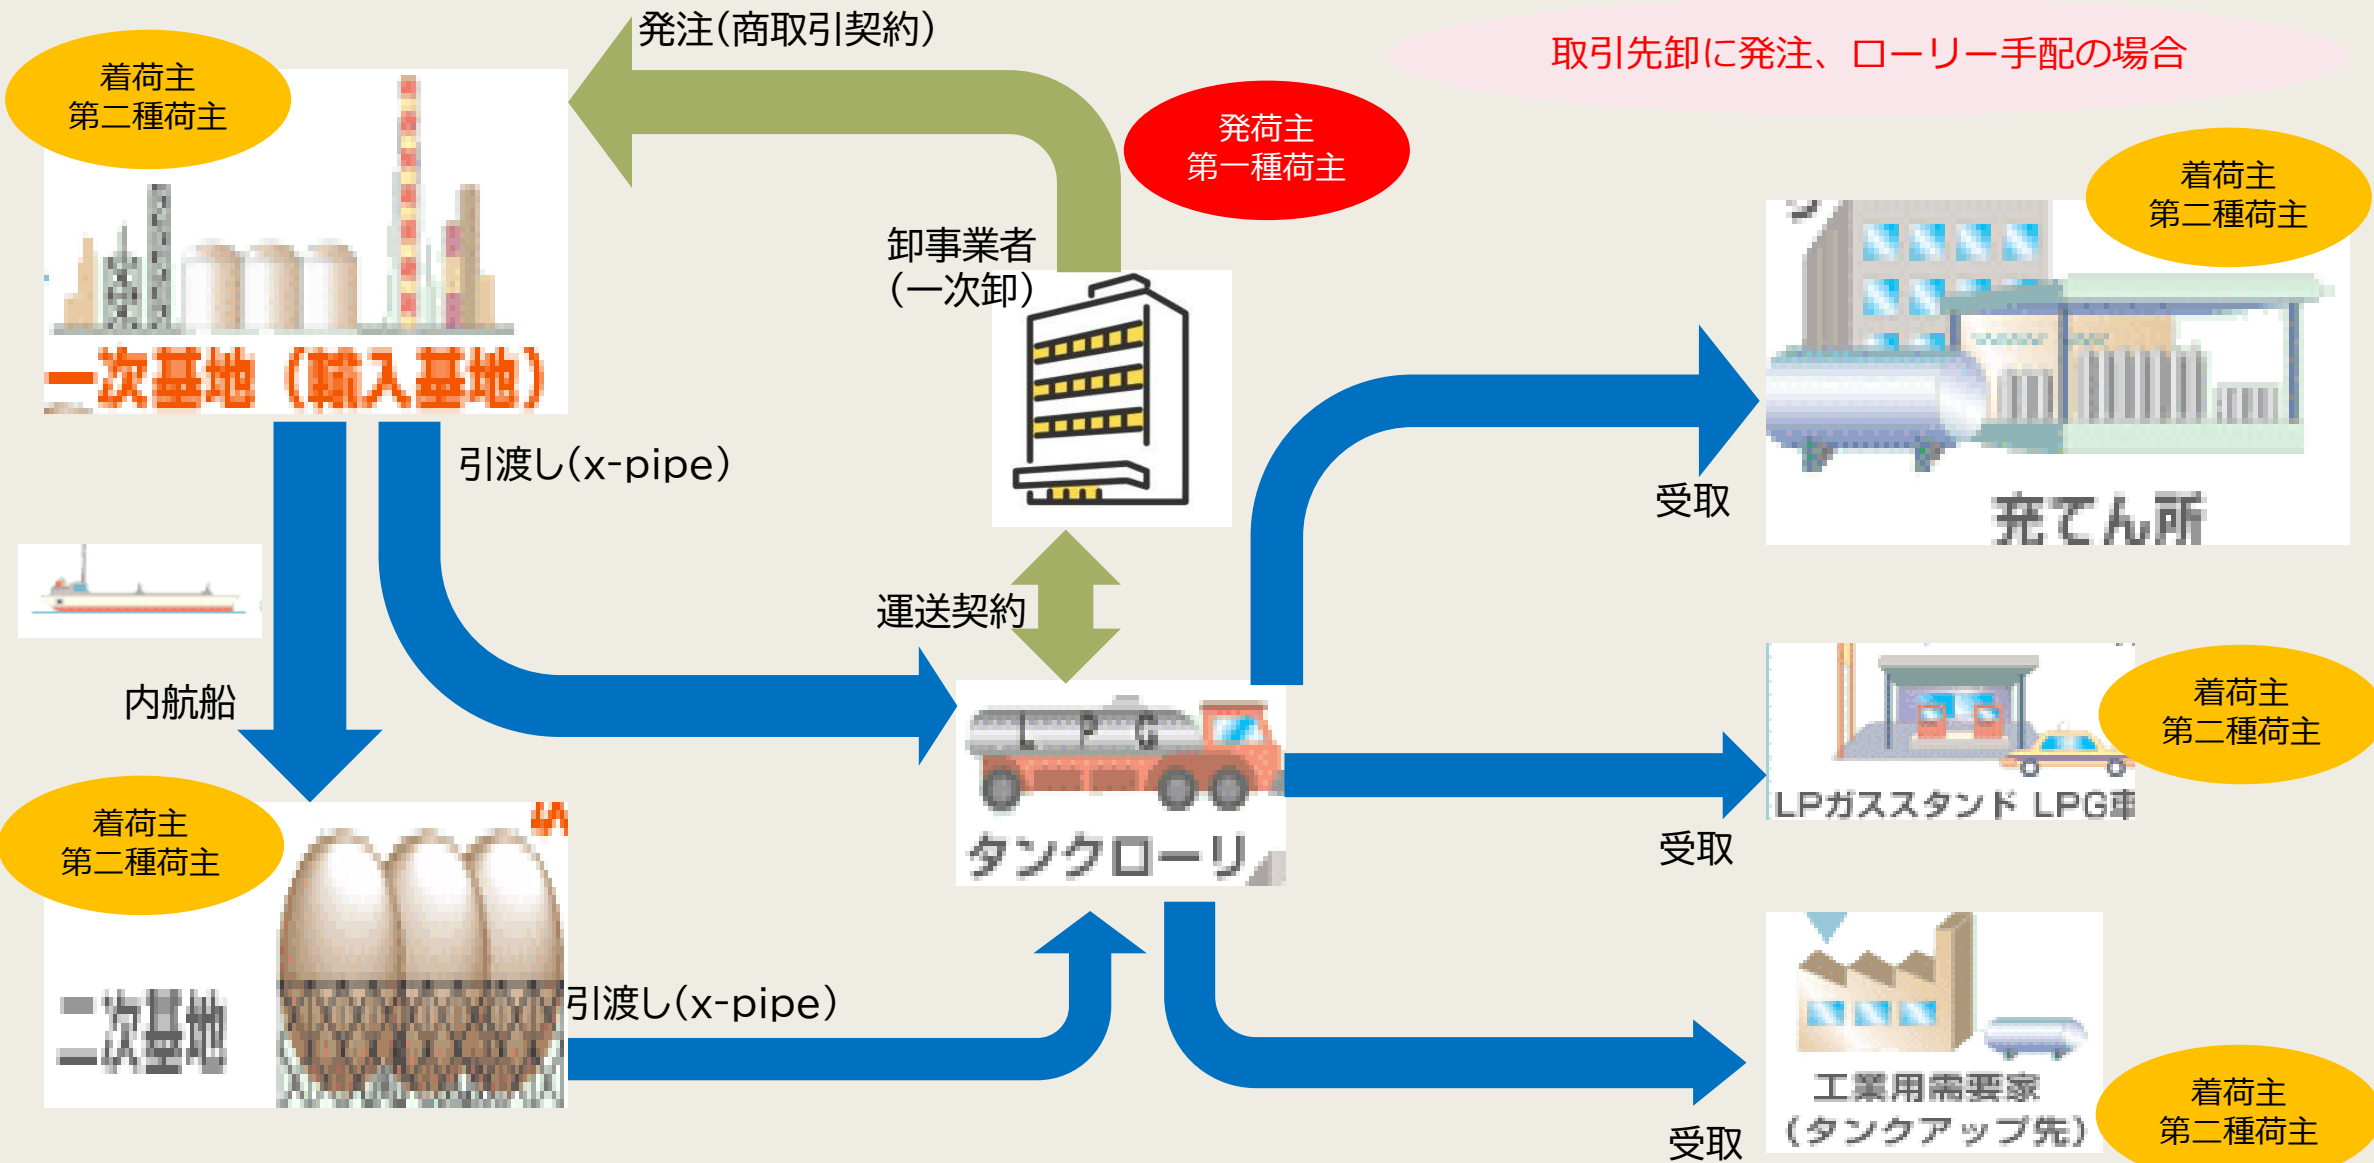 発注(商取引契約)
取引先卸に発注、ローリー手配の場合
着荷主
第二種荷主
発荷主
第一種荷主
着荷主
第二種荷主
卸事業者
(一次卸)
一次基地(輸入基地)
引渡し(x-pipe)
受取
充てん所
運送契約
内航船
LPG
タンクローリ
着荷主
第二種荷主
LPガススタンド LPG車
受取
着荷主
第二種荷主
二次基地
引渡し(x-pipe)
工業用需要家
(タンクアップ先)
着荷主
第二種荷主
受取